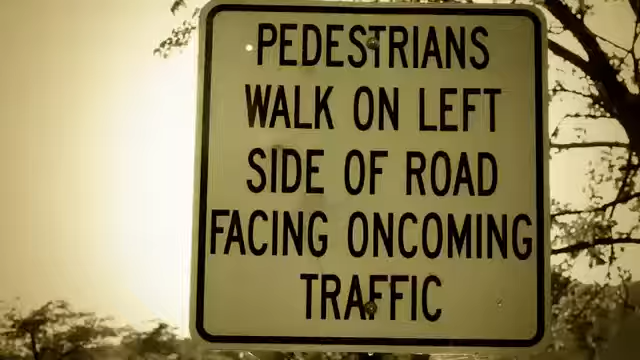 PEDESTRIANS
WALK ON LEFT
SIDE OF ROAD
FACING ONCOMING
TRAFFIC